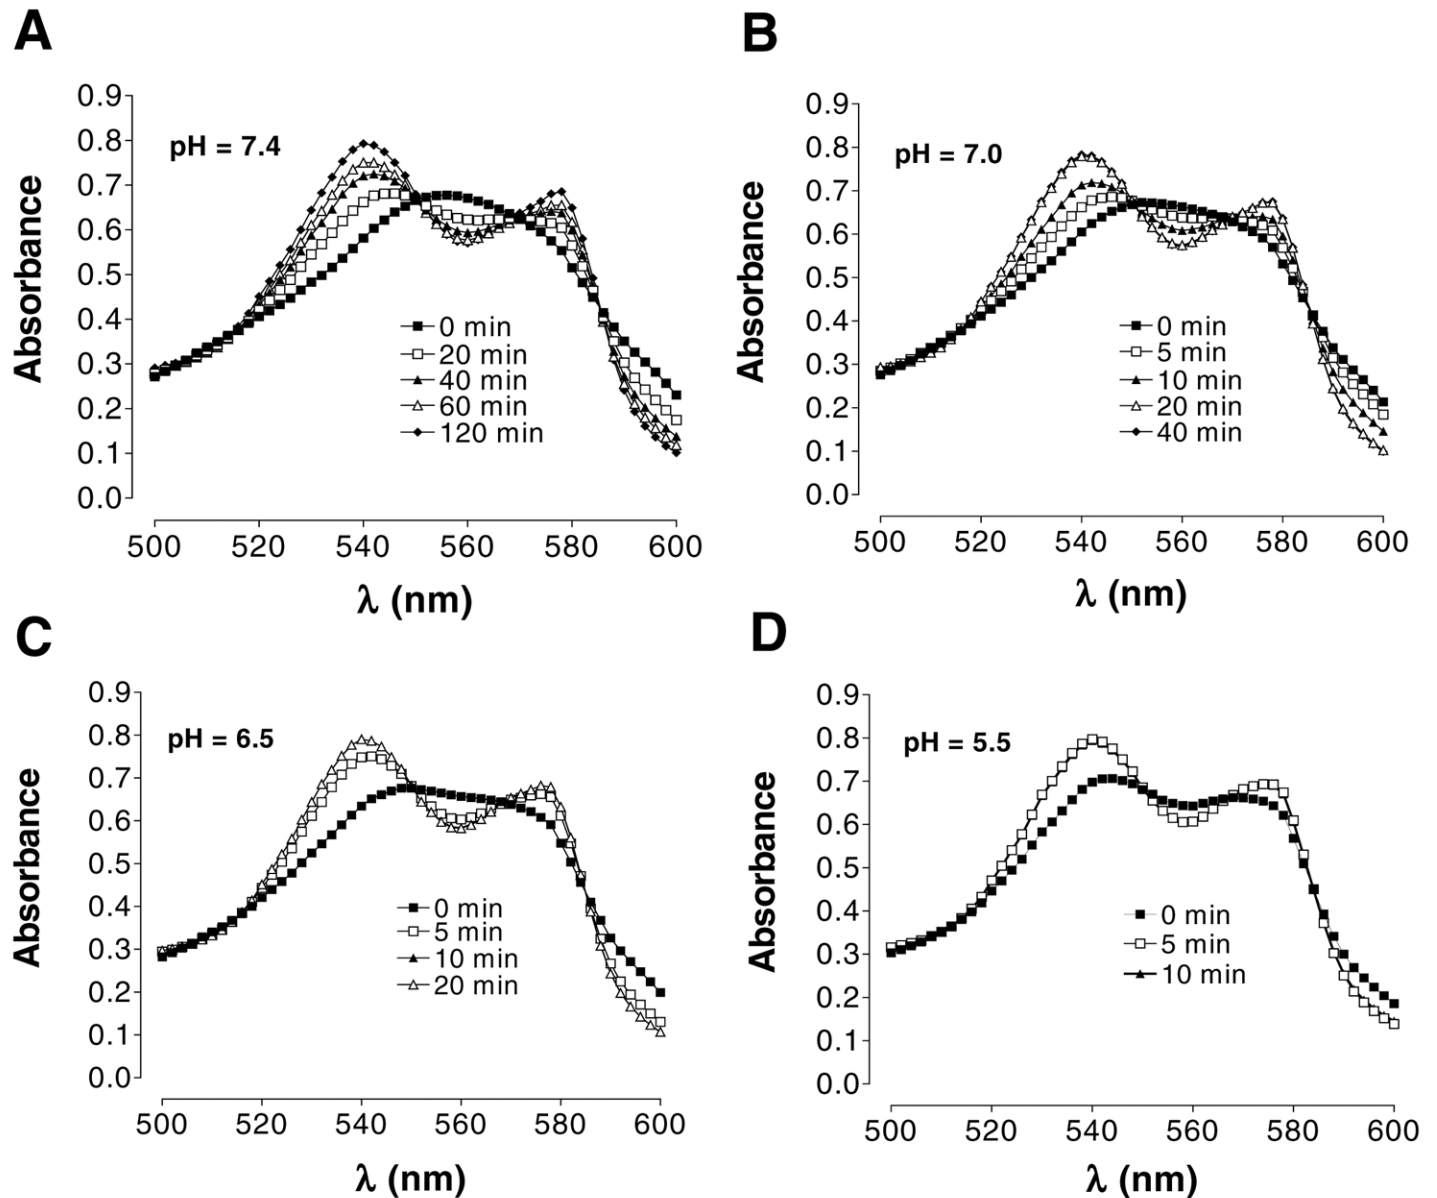 A
0.9
0.8
0.7
0.6
0.5
0.4
0.3
0.2
0.1
0.0
Absorbance
pH = 7.4
0 min
20 min
40 min
60 min
120 min
500 520 540 560 580 600
λ (nm)
B
0.9
0.8
0.7
0.6
0.5
0.4
0.3
0.2
0.1
0.0
Absorbance
pH = 7.0
0 min
5 min
10 min
20 min
40 min
500 520 540 560 580 600
λ (nm)
C
0.9
0.8
0.7
0.6
0.5
0.4
0.3
0.2
0.1
0.0
Absorbance
pH = 6.5
0 min
5 min
10 min
20 min
500 520 540 560 580 600
λ (nm)
D
0.9
0.8
0.7
0.6
0.5
0.4
0.3
0.2
0.1
0.0
Absorbance
pH = 5.5
0 min
5 min
10 min
500 520 540 560 580 600
λ (nm)